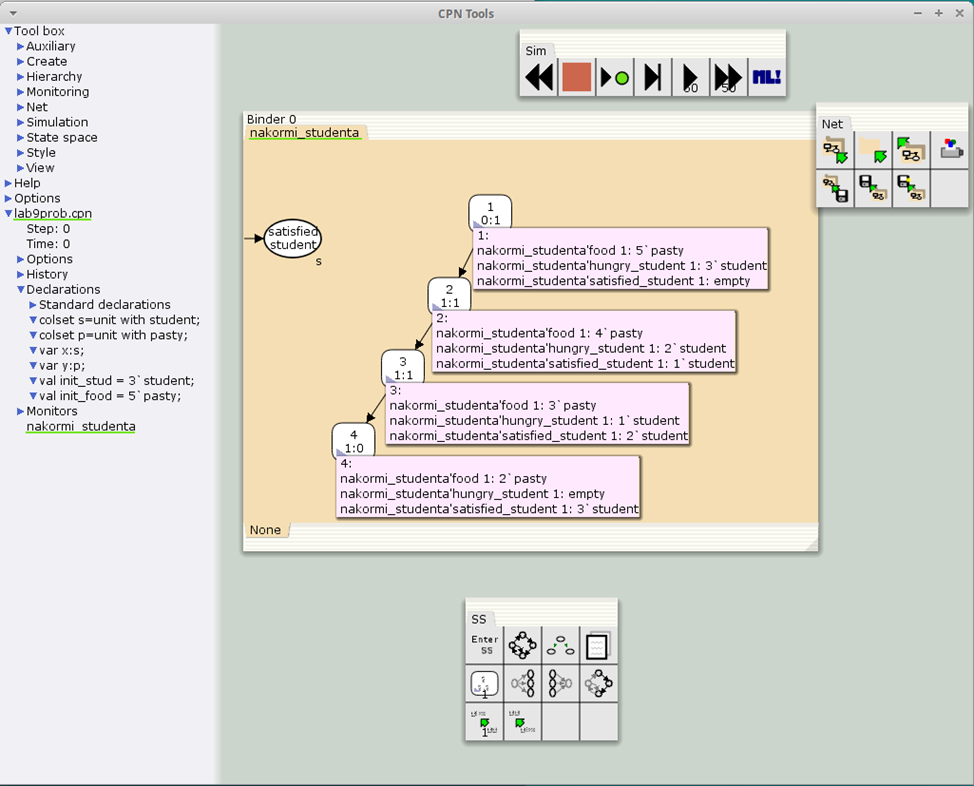 CPN Tools
Tool box
Auxiliary
Create
Hierarchy
Monitoring
Net
Simulation
State space
Style
View
Help
Options
lab9prob.cpn
Step: 0
Time: 0
Options
History
Declarations
Standard declarations
colset s=unit with student;
colset p=unit with pasty;
var x:s;
var y:p;
val init_stud = 3`student;
val init_food = 5`pasty;
Monitors
nakormi_studenta
Sim
50
50
ML!
Net
Binder 0
nakormi_studenta
satisfied
student
s
1
0:1
1:
nakormi_studenta'food 1: 5`pasty
nakormi_studenta'hungry_student 1: 3`student
nakormi_studenta'satisfied_student 1: empty
2
1:1
2:
nakormi_studenta'food 1: 4`pasty
nakormi_studenta'hungry_student 1: 2`student
nakormi_studenta'satisfied_student 1: 1`student
3
1:1
3:
nakormi_studenta'food 1: 3`pasty
nakormi_studenta'hungry_student 1: 1`student
nakormi_studenta'satisfied_student 1: 2`student
4
1:0
4:
nakormi_studenta'food 1: 2`pasty
nakormi_studenta'hungry_student 1: empty
nakormi_studenta'satisfied_student 1: 3`student
None
SS
Enter
SS
1
1